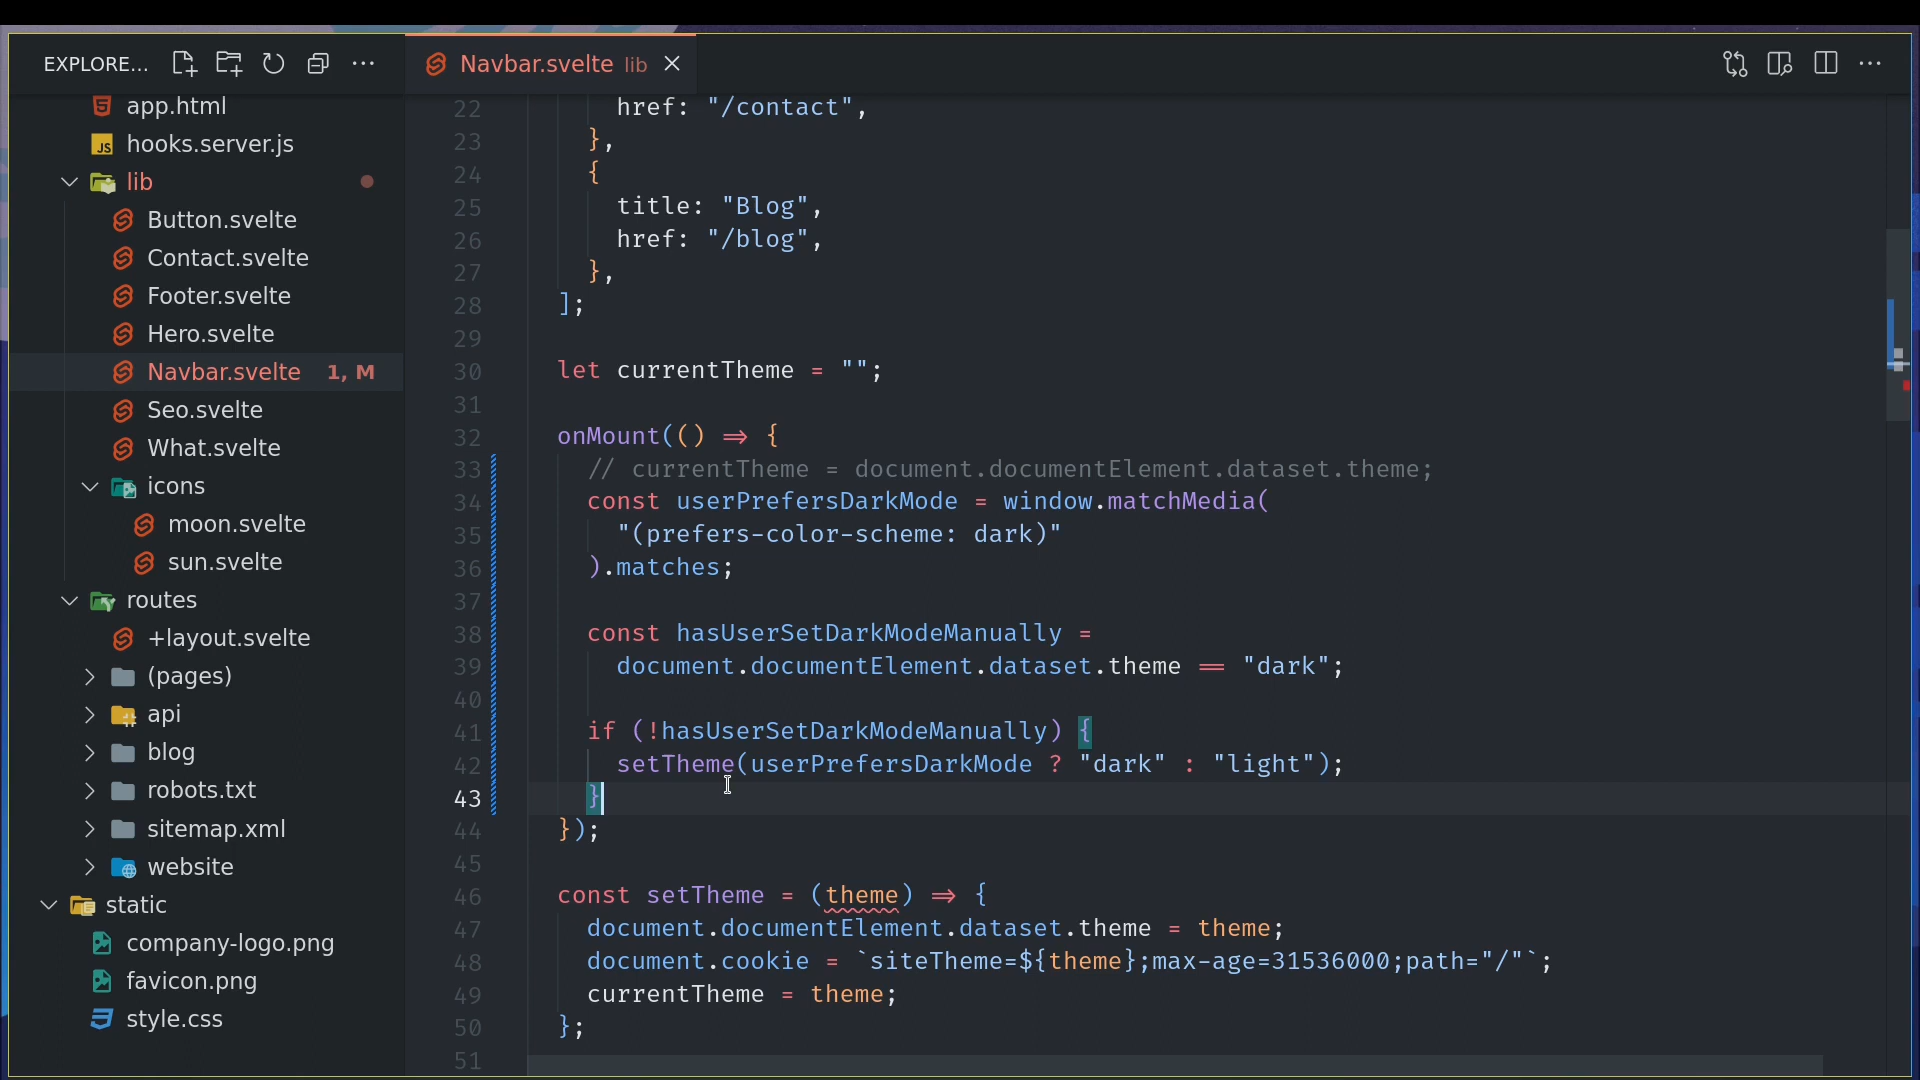 EXPLORE...
Navbar.svelte lib
app.html
hooks.server.js
lib
Button.svelte
Contact.svelte
Footer.svelte
Hero.svelte
Navbar.svelte 1, M
Seo.svelte
What.svelte
icons
moon.svelte
sun.svelte
routes
+layout.svelte
(pages)
api
blog
robots.txt
sitemap.xml
website
static
company-logo.png
favicon.png
style.css
22 href: "/contact",
23 },
24 {
25 title: "Blog",
26 href: "/blog",
27 },
28 ];
29
30 let currentTheme = "";
31
32 onMount(() => {
33 // currentTheme = document.documentElement.dataset.theme;
34 const userPrefersDarkMode = window.matchMedia(
35 "(prefers-color-scheme: dark)"
36 ).matches;
37
38 const hasUserSetDarkModeManually =
39 document.documentElement.dataset.theme == "dark";
40
41 if (!hasUserSetDarkModeManually) {
42 setTheme(userPrefersDarkMode ? "dark" : "light");
43 }
44 });
45
46 const setTheme = (theme) => {
47 document.documentElement.dataset.theme = theme;
48 document.cookie = `siteTheme=${theme};max-age=31536000;path="/"`;
49 currentTheme = theme;
50 };
51